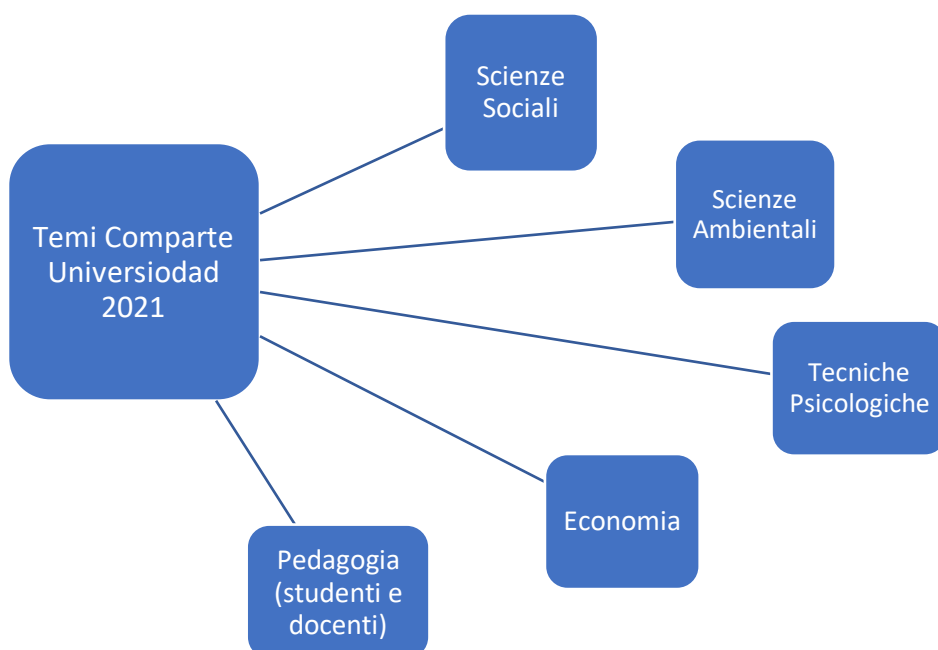 Scienze
Sociali
Scienze
Ambientali
Temi Comparte
Universiodad
2021
Tecniche
Psicologiche
Economia
Pedagogia
(studenti e
docenti)